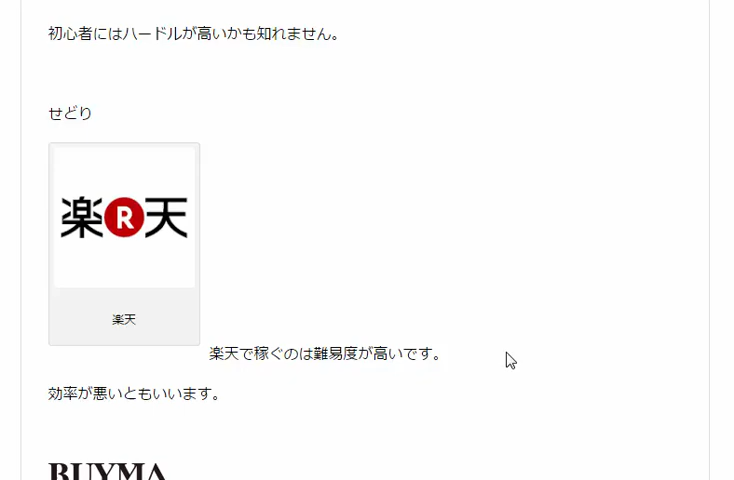 初心者にはハードルが高いかも知れません。
せどり
楽R天
楽天
楽天で稼ぐのは難易度が高いです。
効率が悪いともいいます。
BUYMA